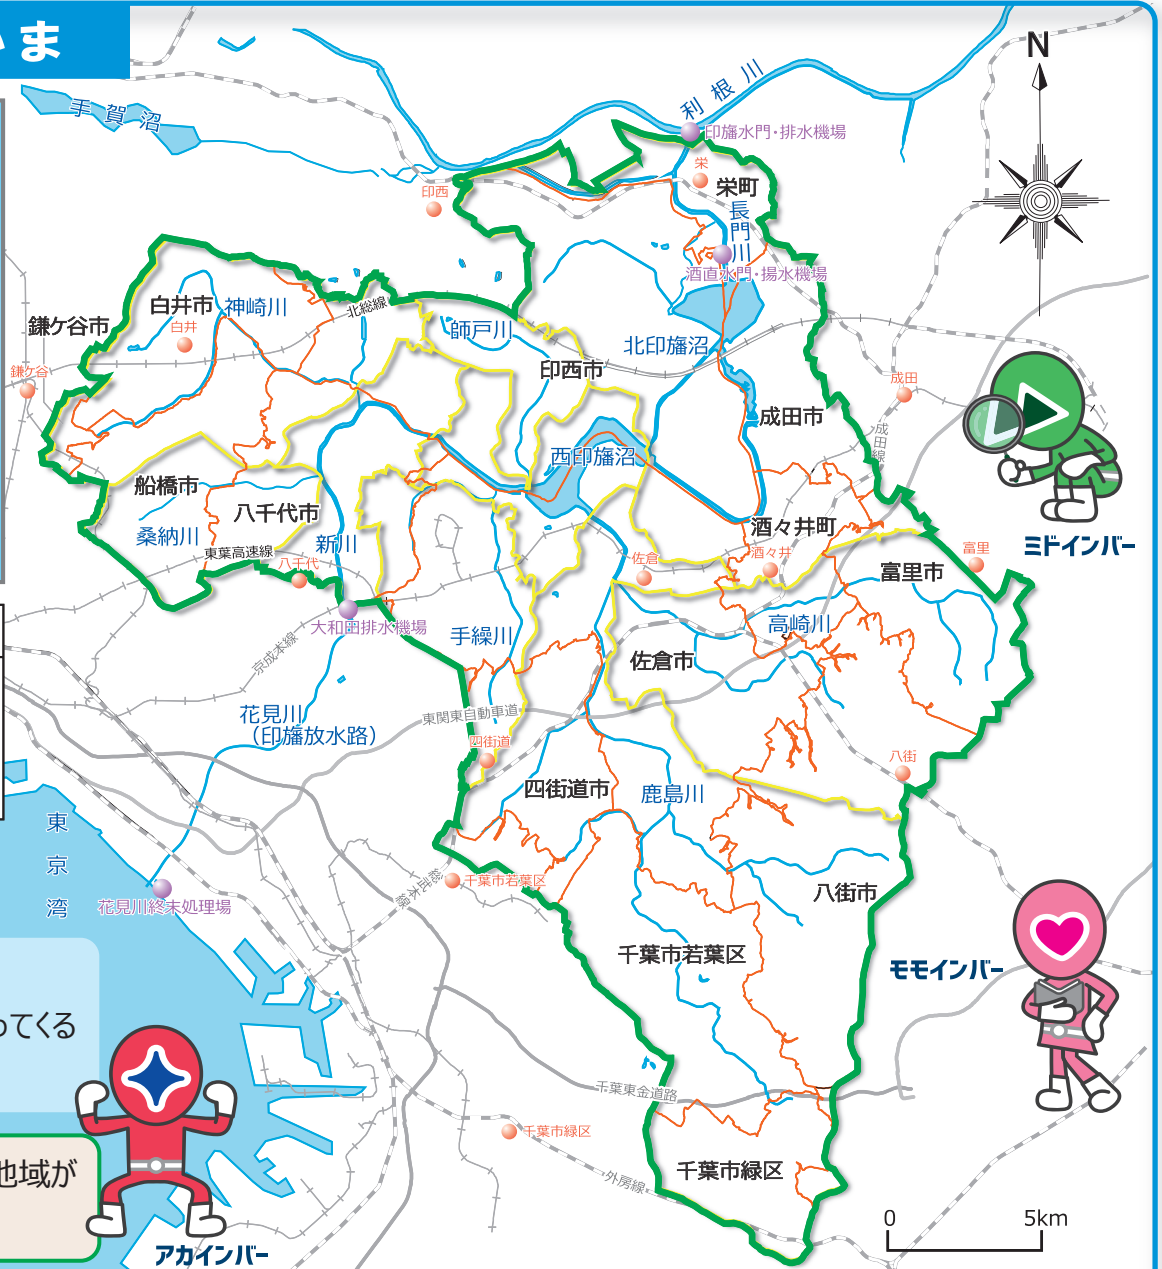 いま
手賀沼
利根川
N
印旛水門・排水機場
栄
印西
栄町
長門川
酒直水門・揚水機場
白井市
神崎川
北総線
鎌ケ谷市
白井
師戸川
北印旛沼
印西市
鎌ケ谷
成田
成田市
成田線
西印旛沼
船橋市
八千代市
酒々井町
桑納川
新川
東葉高速線
八千代
佐倉
酒々井
富里
ミドインバー
富里市
大和田排水機場
手繰川
高崎川
京成本線
佐倉市
花見川
（印旛放水路）
東関東自動車道
四街道
八街
四街道市
鹿島川
東京湾
総武本線
千葉市若葉区
花見川終末処理場
八街市
千葉市若葉区
モモインバー
ってくる
千葉東金道路
千葉市緑区
地域が
千葉市緑区
外房線
0 5km
アカインバー